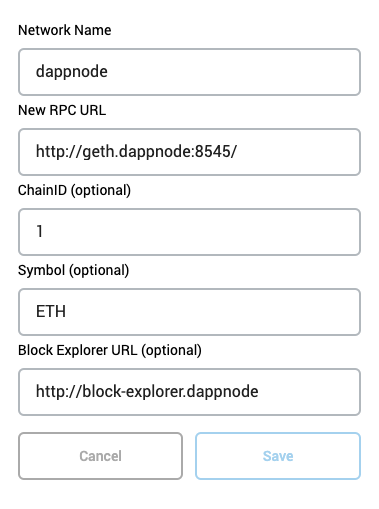 Network Name
dappnode
New RPC URL
http://geth.dappnode:8545/
ChainID (optional)
1
Symbol (optional)
ETH
Block Explorer URL (optional)
http://block-explorer.dappnode
Cancel Save